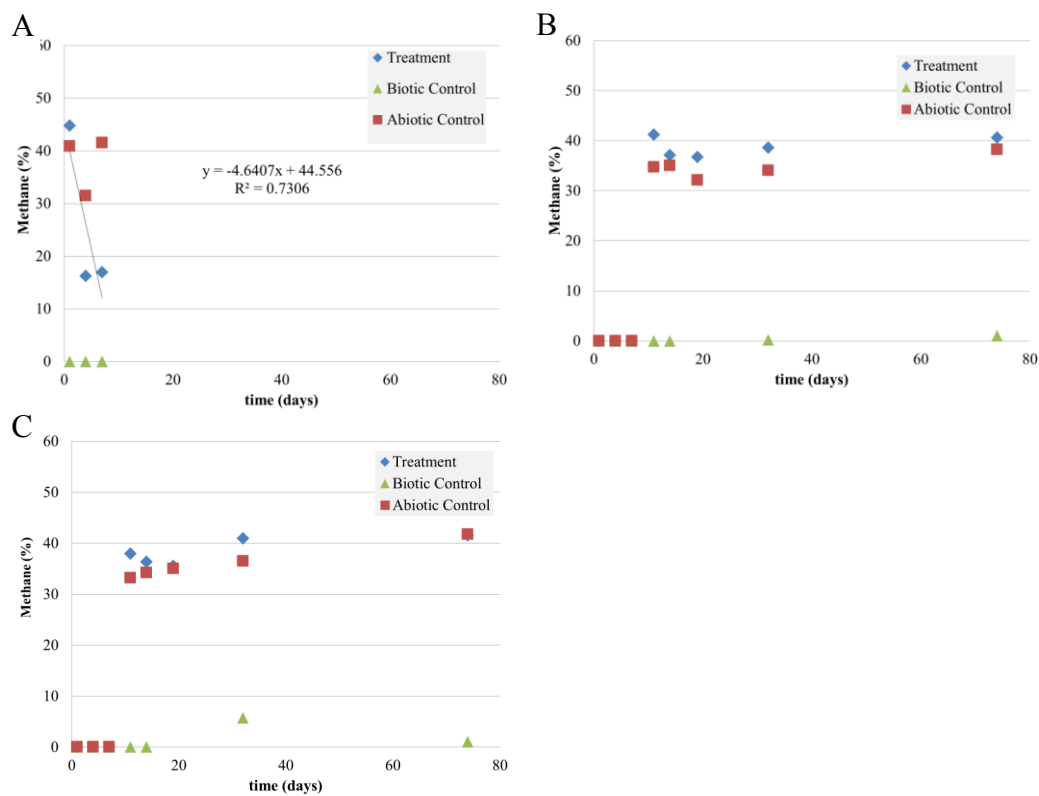 A
60
50
40
30
20
10
0
Methane (%)
0 20 40 60 80
time (days)
Treatment
Biotic Control
Abiotic Control
y = -4.6407x + 44.556
R² = 0.7306
B
60
50
40
30
20
10
0
Methane (%)
0 20 40 60 80
time (days)
Treatment
Biotic Control
Abiotic Control
C
60
50
40
30
20
10
0
Methane (%)
0 20 40 60 80
time (days)
Treatment
Biotic Control
Abiotic Control